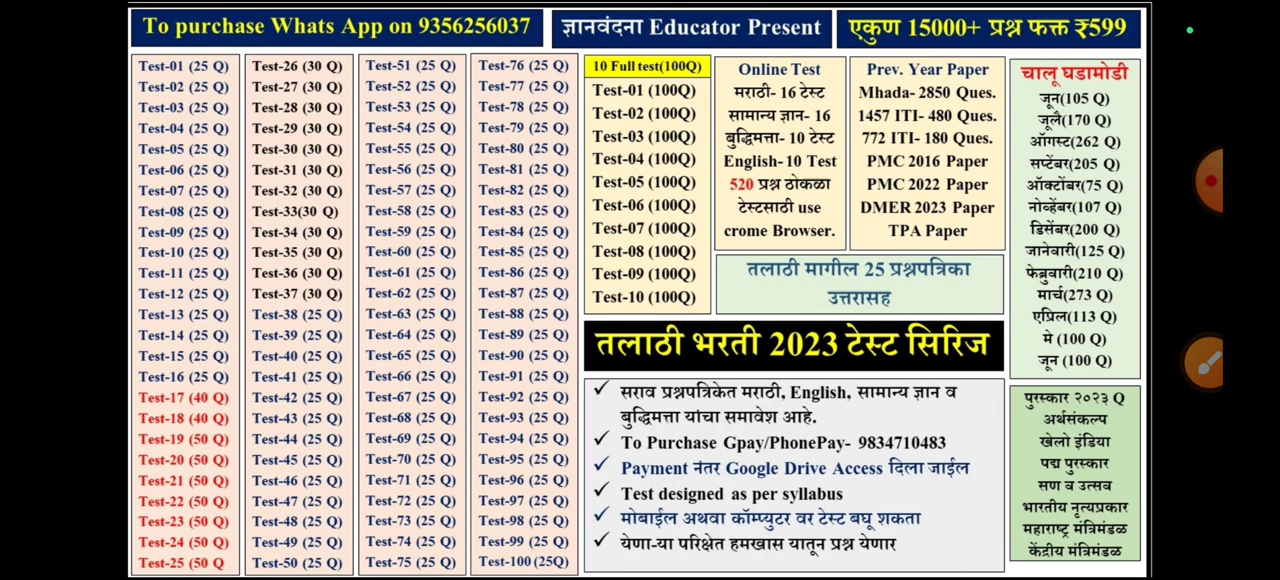 To purchase Whats App on 9356256037
ज्ञानवंदना Educator Present
एकुण 15000+ प्रश्न फक्त ₹599
Test-01 (25 Q)
Test-02 (25 Q)
Test-03 (25 Q)
Test-04 (25 Q)
Test-05 (25 Q)
Test-06 (25 Q)
Test-07 (25 Q)
Test-08 (25 Q)
Test-09 (25 Q)
Test-10 (25 Q)
Test-11 (25 Q)
Test-12 (25 Q)
Test-13 (25 Q)
Test-14 (25 Q)
Test-15 (25 Q)
Test-16 (25 Q)
Test-17 (40 Q)
Test-18 (40 Q)
Test-19 (50 Q)
Test-20 (50 Q)
Test-21 (50 Q)
Test-22 (50 Q)
Test-23 (50 Q)
Test-24 (50 Q)
Test-25 (50 Q
Test-26 (30 Q)
Test-27 (30 Q)
Test-28 (30 Q)
Test-29 (30 Q)
Test-30 (30 Q)
Test-31 (30 Q)
Test-32 (30 Q)
Test-33(30 Q)
Test-34 (30 Q)
Test-35 (30 Q)
Test-36 (30 Q)
Test-37 (30 Q)
Test-38 (25 Q)
Test-39 (25 Q)
Test-40 (25 Q)
Test-41 (25 Q)
Test-42 (25 Q)
Test-43 (25 Q)
Test-44 (25 Q)
Test-45 (25 Q)
Test-46 (25 Q)
Test-47 (25 Q)
Test-48 (25 Q)
Test-49 (25 Q)
Test-50 (25 Q)
Test-51 (25 Q)
Test-52 (25 Q)
Test-53 (25 Q)
Test-54 (25 Q)
Test-55 (25 Q)
Test-56 (25 Q)
Test-57 (25 Q)
Test-58 (25 Q)
Test-59 (25 Q)
Test-60 (25 Q)
Test-61 (25 Q)
Test-62 (25 Q)
Test-63 (25 Q)
Test-64 (25 Q)
Test-65 (25 Q)
Test-66 (25 Q)
Test-67 (25 Q)
Test-68 (25 Q)
Test-69 (25 Q)
Test-70 (25 Q)
Test-71 (25 Q)
Test-72 (25 Q)
Test-73 (25 Q)
Test-74 (25 Q)
Test-75 (25 Q)
Test-76 (25 Q)
Test-77 (25 Q)
Test-78 (25 Q)
Test-79 (25 Q)
Test-80 (25 Q)
Test-81 (25 Q)
Test-82 (25 Q)
Test-83 (25 Q)
Test-84 (25 Q)
Test-85 (25 Q)
Test-86 (25 Q)
Test-87 (25 Q)
Test-88 (25 Q)
Test-89 (25 Q)
Test-90 (25 Q)
Test-91 (25 Q)
Test-92 (25 Q)
Test-93 (25 Q)
Test-94 (25 Q)
Test-95 (25 Q)
Test-96 (25 Q)
Test-97 (25 Q)
Test-98 (25 Q)
Test-99 (25 Q)
Test-100 (25Q)
10 Full test(100Q)
Test-01 (100Q)
Test-02 (100Q)
Test-03 (100Q)
Test-04 (100Q)
Test-05 (100Q)
Test-06 (100Q)
Test-07 (100Q)
Test-08 (100Q)
Test-09 (100Q)
Test-10 (100Q)
Online Test
मराठी- 16 टेस्ट
सामान्य ज्ञान- 16
बुद्धिमत्ता- 10 टेस्ट
English-10 Test
520 प्रश्न ठोकळा
टेस्टसाठी use
crome Browser.
Prev. Year Paper
Mhada- 2850 Ques.
1457 ITI- 480 Ques.
772 ITI- 180 Ques.
PMC 2016 Paper
PMC 2022 Paper
DMER 2023 Paper
TPA Paper
तलाठी मागील 25 प्रश्नपत्रिका
उत्तरासह
तलाठी भरती 2023 टेस्ट सिरिज
✓ सराव प्रश्नपत्रिकेत मराठी, English, सामान्य ज्ञान व
बुद्धिमत्ता यांचा समावेश आहे.
✓ To Purchase Gpay/PhonePay- 9834710483
✓ Payment नंतर Google Drive Access दिला जाईल
✓ Test designed as per syllabus
✓ मोबाईल अथवा कॉम्प्युटर वर टेस्ट बघू शकता
✓ येणा-या परिक्षेत हमखास यातून प्रश्न येणार
चालू घडामोडी
जून(105 Q)
जूलै(170 Q)
ऑगस्ट(262 Q)
सप्टेंबर(205 Q)
ऑक्टोंबर(75 Q)
नोव्हेंबर(107 Q)
डिसेंबर(200 Q)
जानेवारी(125 Q)
फेब्रुवारी(210 Q)
मार्च(273 Q)
एप्रिल(113 Q)
मे (100 Q)
जून (100 Q)
पुरस्कार २०२३ Q
अर्थसंकल्प
खेलो इंडिया
पद्म पुरस्कार
सण व उत्सव
भारतीय नृत्यप्रकार
महाराष्ट्र मंत्रिमंडळ
केंद्रीय मंत्रिमंडळ